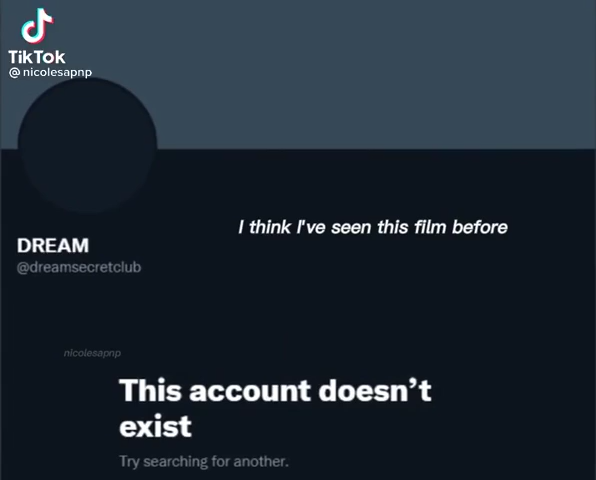 TikTok
@ nicolesapnp
I think I've seen this film before
DREAM
@dreamsecretclub
nicolesapnp
This account doesn’t
exist
Try searching for another.